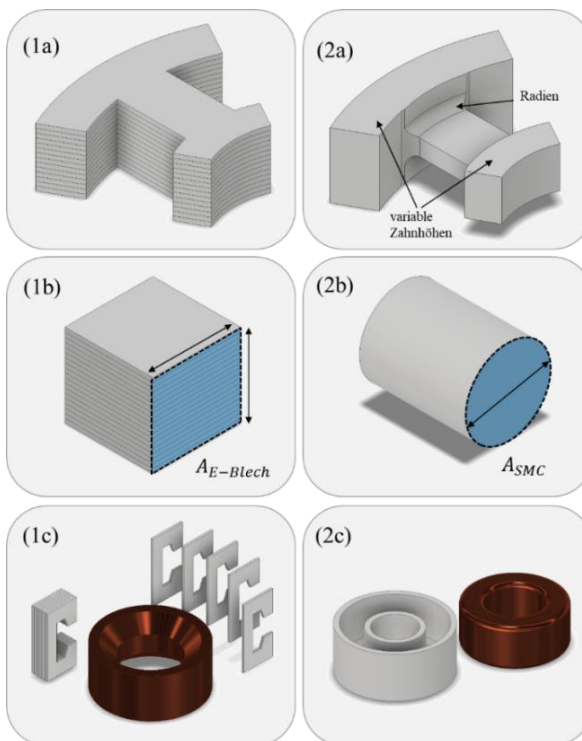 (1a)
(2a)
Radien
variable
Zahnhöhen
(1b)
(2b)
A_{E-Blech}
A_{SMC}
(1c)
(2c)